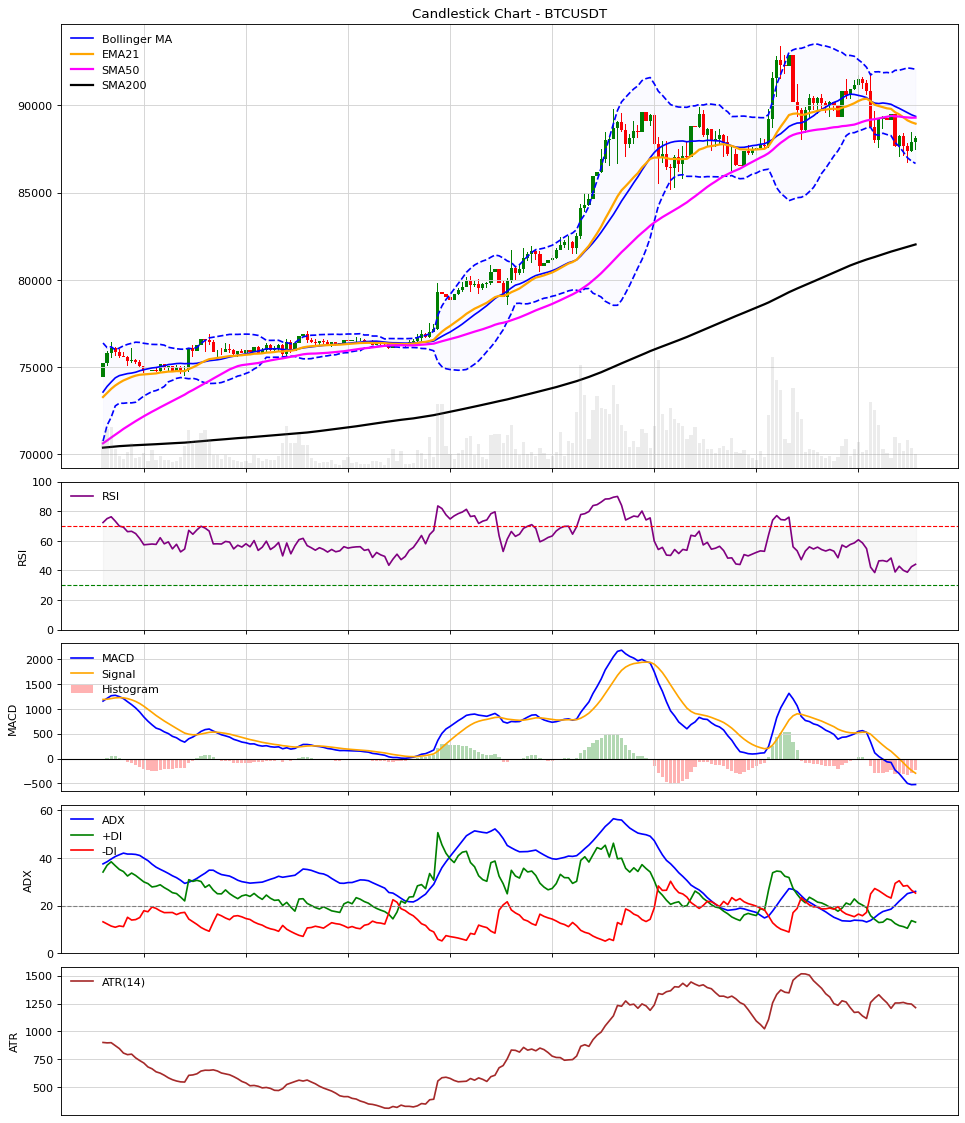 Candlestick Chart - BTCUSDT
Bollinger MA
EMA21
SMA50
SMA200
90000
85000
80000
75000
70000
100
80
60
40
20
0
RSI
RSI
2000
1500
1000
500
0
−500
MACD
MACD
Signal
Histogram
60
40
20
0
ADX
ADX
+DI
-DI
1500
1250
1000
750
500
ATR
ATR(14)